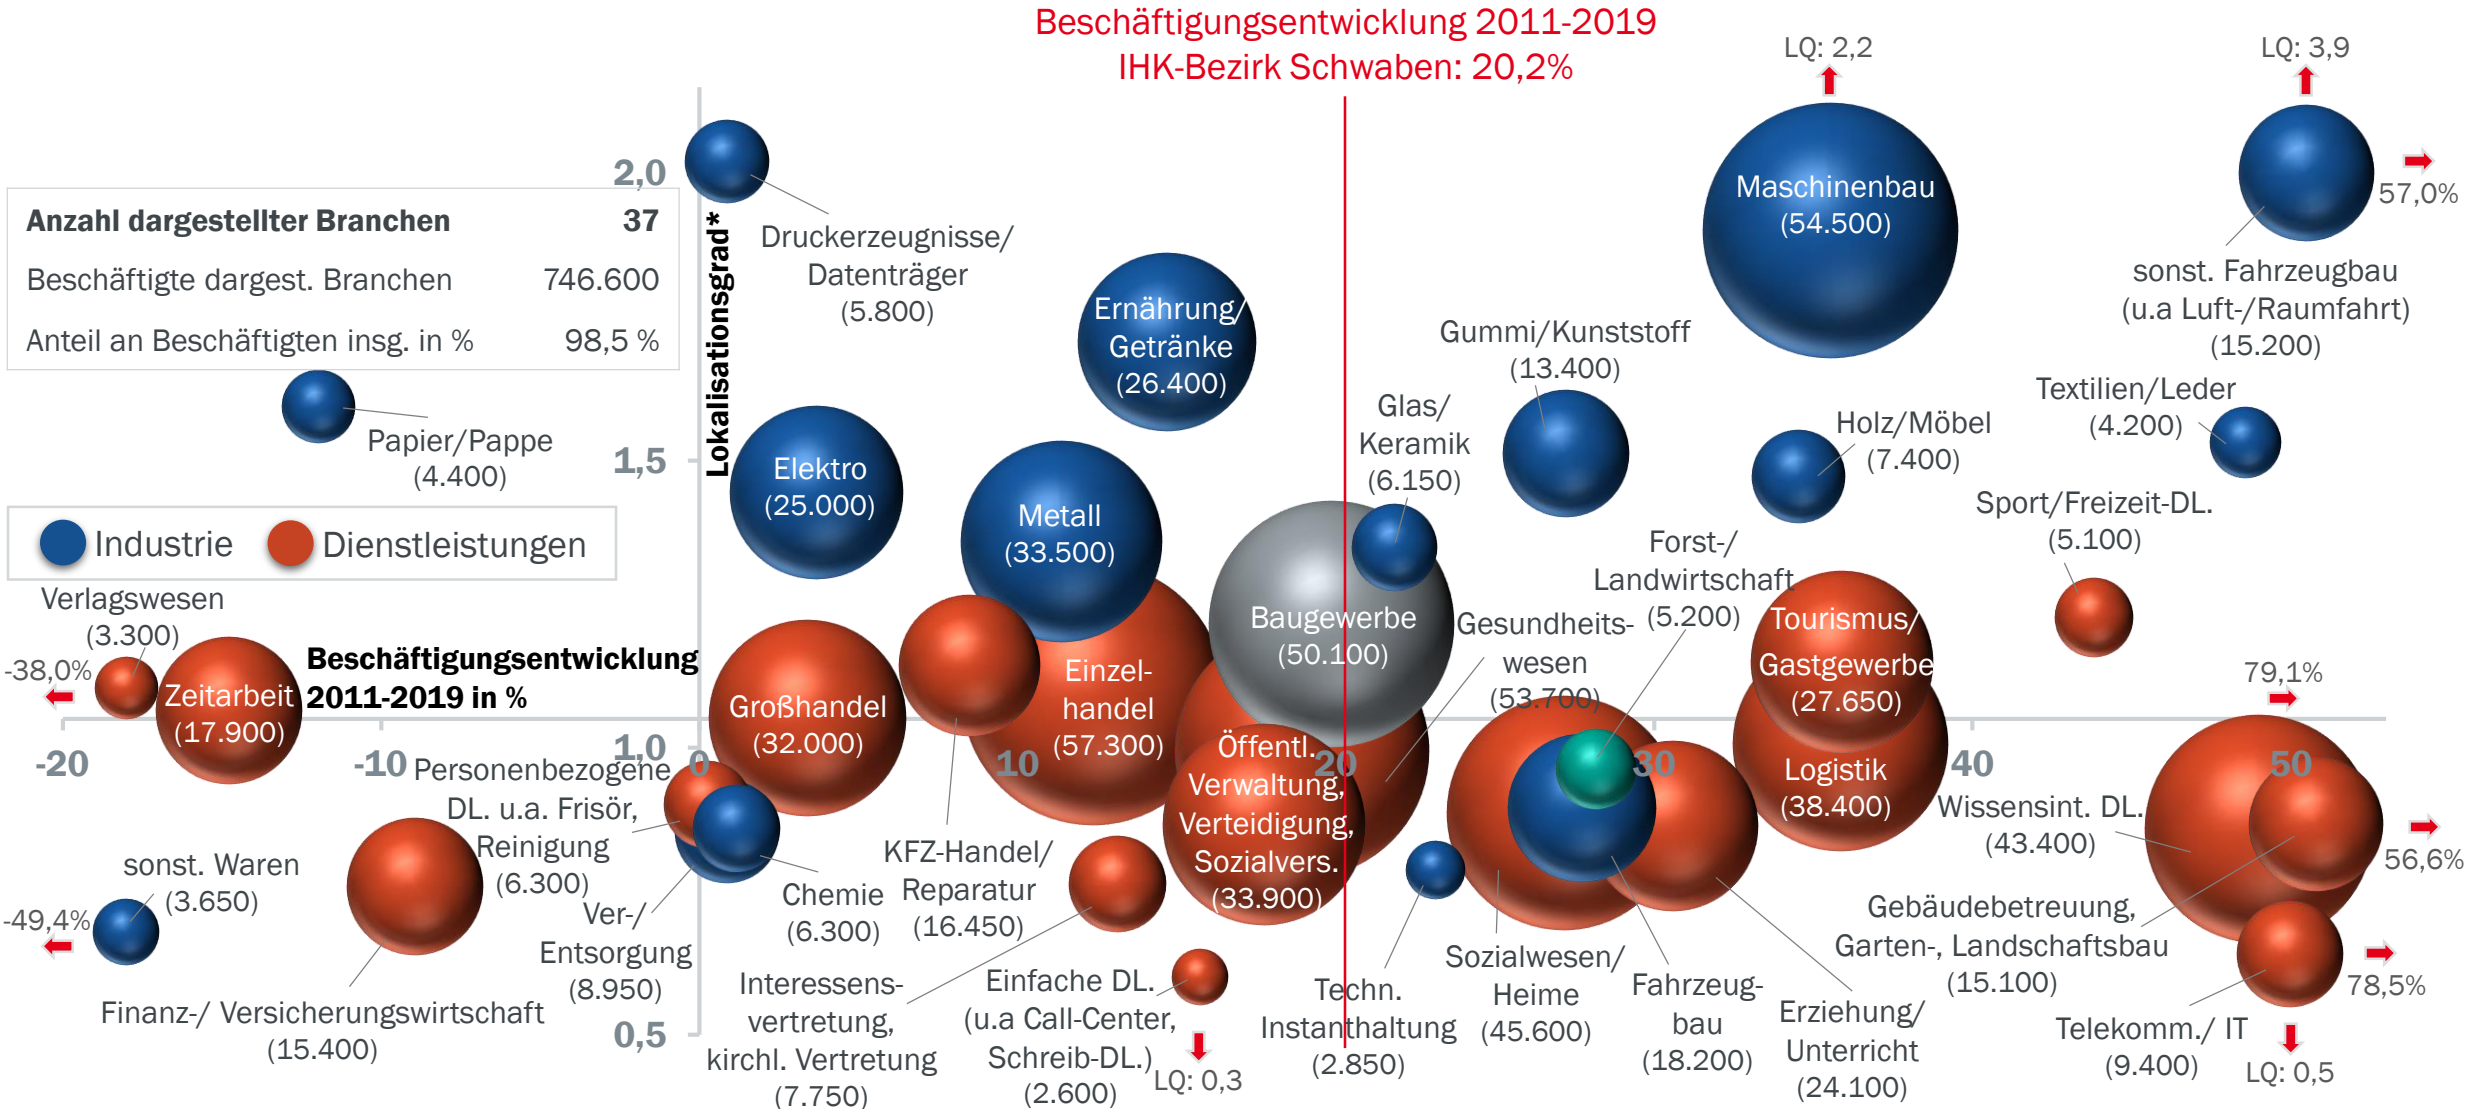 Beschäftigungsentwicklung 2011-2019
IHK-Bezirk Schwaben: 20,2%
LQ: 2,2
LQ: 3,9
2,0
Anzahl dargestellter Branchen 37
Beschäftigte dargest. Branchen 746.600
Anteil an Beschäftigten insg. in % 98,5 %
Lokalisationsgrad*
Druckerzeugnisse/
Datenträger
(5.800)
Ernährung/
Getränke
(26.400)
Maschinenbau
(54.500)
57,0%
sonst. Fahrzeugbau
(u.a Luft-/Raumfahrt)
(15.200)
Gummi/Kunststoff
(13.400)
Textilien/Leder
(4.200)
Glas/
Keramik
(6.150)
Holz/Möbel
(7.400)
Papier/Pappe
(4.400)
1,5
Elektro
(25.000)
Metall
(33.500)
Sport/Freizeit-DL.
(5.100)
Industrie
Dienstleistungen
Forst-/
Landwirtschaft
(5.200)
Verlagswesen
(3.300)
-38,0%
Zeitarbeit
(17.900)
Beschäftigungsentwicklung
2011-2019 in %
Großhandel
(32.000)
Einzel-
handel
(57.300)
Baugewerbe
(50.100)
Gesundheits-
wesen
(53.700)
Tourismus/
Gastgewerbe
(27.650)
79,1%
1,0
-20
-10
0
10
20
30
40
50
Personenbezogene
DL. u.a. Frisör,
Reinigung
(6.300)
Öffentl.
Verwaltung,
Verteidigung,
Sozialvers.
(33.900)
Logistik
(38.400)
Wissensint. DL.
(43.400)
56,6%
sonst. Waren
(3.650)
-49,4%
Ver-/
Entsorgung
(8.950)
Chemie
(6.300)
KFZ-Handel/
Reparatur
(16.450)
Gebäudebetreuung,
Garten-, Landschaftsbau
(15.100)
Finanz-/ Versicherungswirtschaft
(15.400)
0,5
Interessens-
vertretung,
kirchl. Vertretung
(7.750)
Einfache DL.
(u.a Call-Center,
Schreib-DL.)
(2.600)
LQ: 0,3
Techn.
Instanthaltung
(2.850)
Sozialwesen/
Heime
(45.600)
Fahrzeug-
bau
(18.200)
Erziehung/
Unterricht
(24.100)
Telekomm./ IT
(9.400)
78,5%
LQ: 0,5